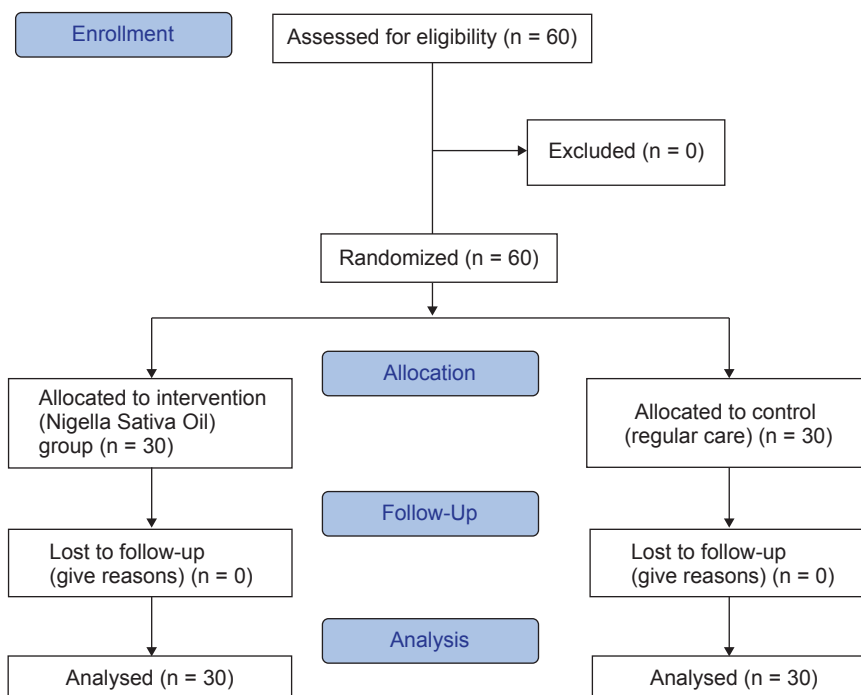 Enrollment
Assessed for eligibility (n = 60)
Excluded (n = 0)
Randomized (n = 60)
Allocation
Allocated to intervention
(Nigella Sativa Oil)
group (n = 30)
Allocated to control
(regular care) (n = 30)
Follow-Up
Lost to follow-up
(give reasons) (n = 0)
Lost to follow-up
(give reasons) (n = 0)
Analysis
Analysed (n = 30)
Analysed (n = 30)